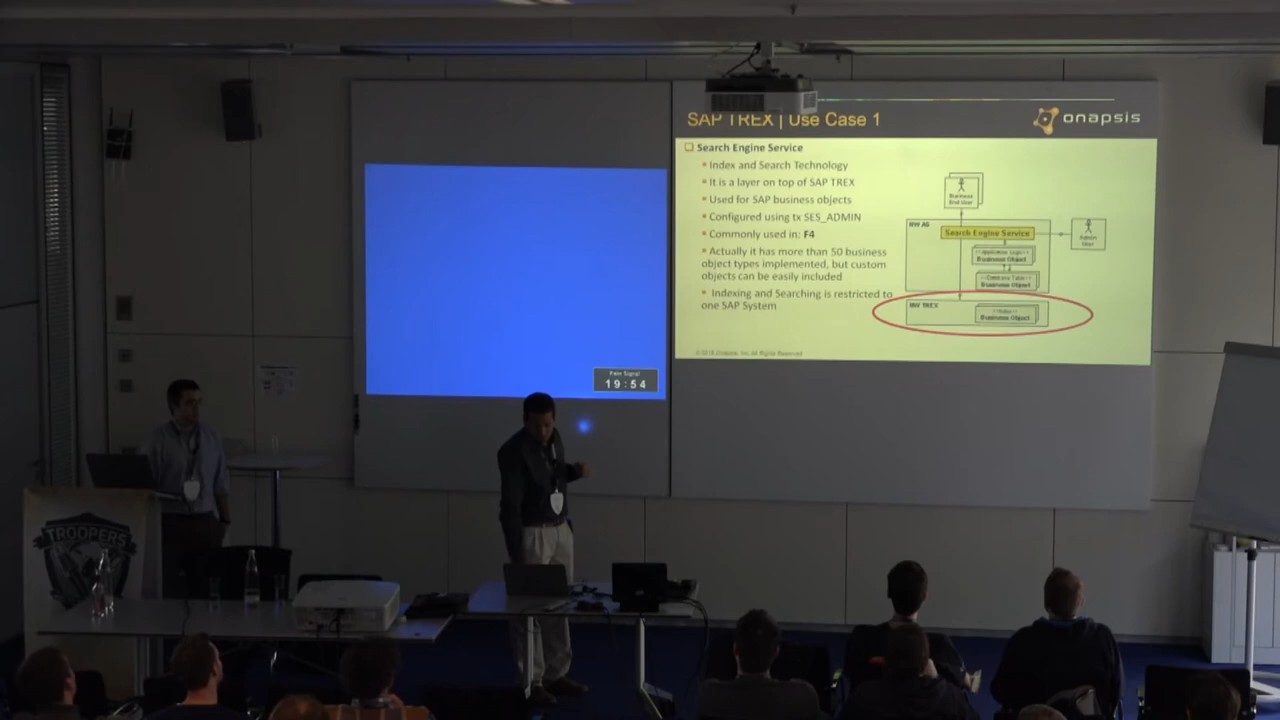 SAP TREX | Use Case 1
onapsis
Search Engine Service
Index and Search Technology
It is a layer on top of SAP TREX
Used for SAP business objects
Configured using tx SES_ADMIN
Commonly used in: F4
Actually it has more than 50 business
object types implemented, but custom
objects can be easily included
Indexing and Searching is restricted to
one SAP System
Business
End User
NW AS
Search Engine Service
Admin
User
Business Object
Business Object
NW TREX
Business Object
19:54
TROOPERS